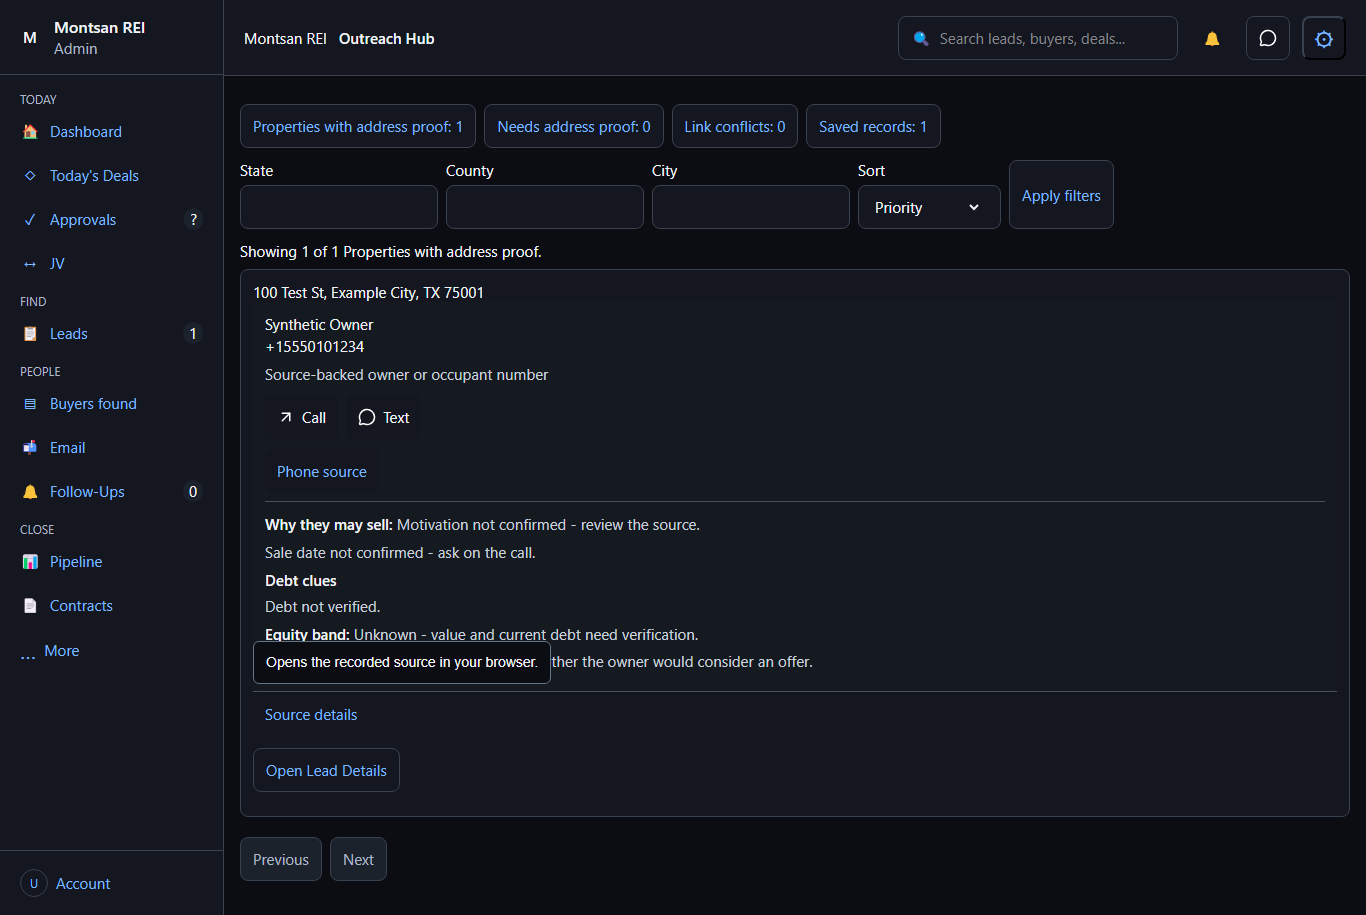 M
Montsan REI
Admin
Montsan REI Outreach Hub
Search leads, buyers, deals...
TODAY
Dashboard
Today's Deals
Approvals ?
JV
FIND
Leads 1
PEOPLE
Buyers found
Email
Follow-Ups 0
CLOSE
Pipeline
Contracts
... More
U Account
Properties with address proof: 1 Needs address proof: 0 Link conflicts: 0 Saved records: 1
State County City Sort
Priority Apply filters
Showing 1 of 1 Properties with address proof.
100 Test St, Example City, TX 75001
Synthetic Owner
+15550101234
Source-backed owner or occupant number
Call Text
Phone source
Why they may sell: Motivation not confirmed - review the source.
Sale date not confirmed - ask on the call.
Debt clues
Debt not verified.
Equity band: Unknown - value and current debt need verification.
Opens the recorded source in your browser. ther the owner would consider an offer.
Source details
Open Lead Details
Previous Next